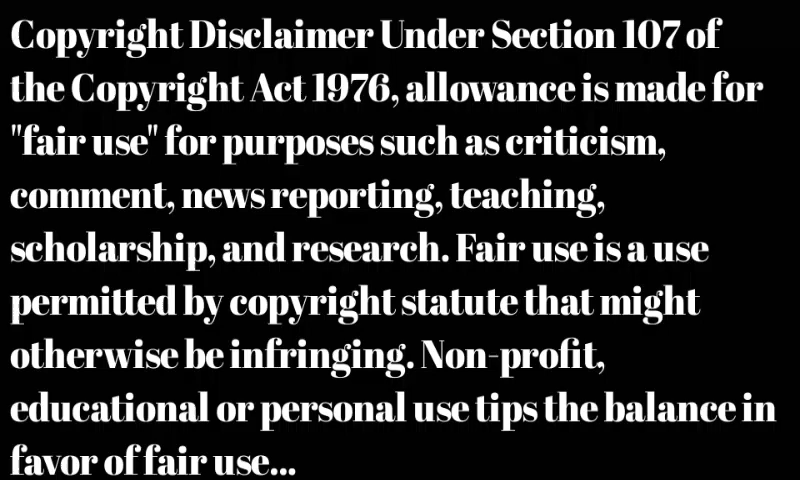 Copyright Disclaimer Under Section 107 of
the Copyright Act 1976, allowance is made for
"fair use" for purposes such as criticism,
comment, news reporting, teaching,
scholarship, and research. Fair use is a use
permitted by copyright statute that might
otherwise be infringing. Non-profit,
educational or personal use tips the balance in
favor of fair use...